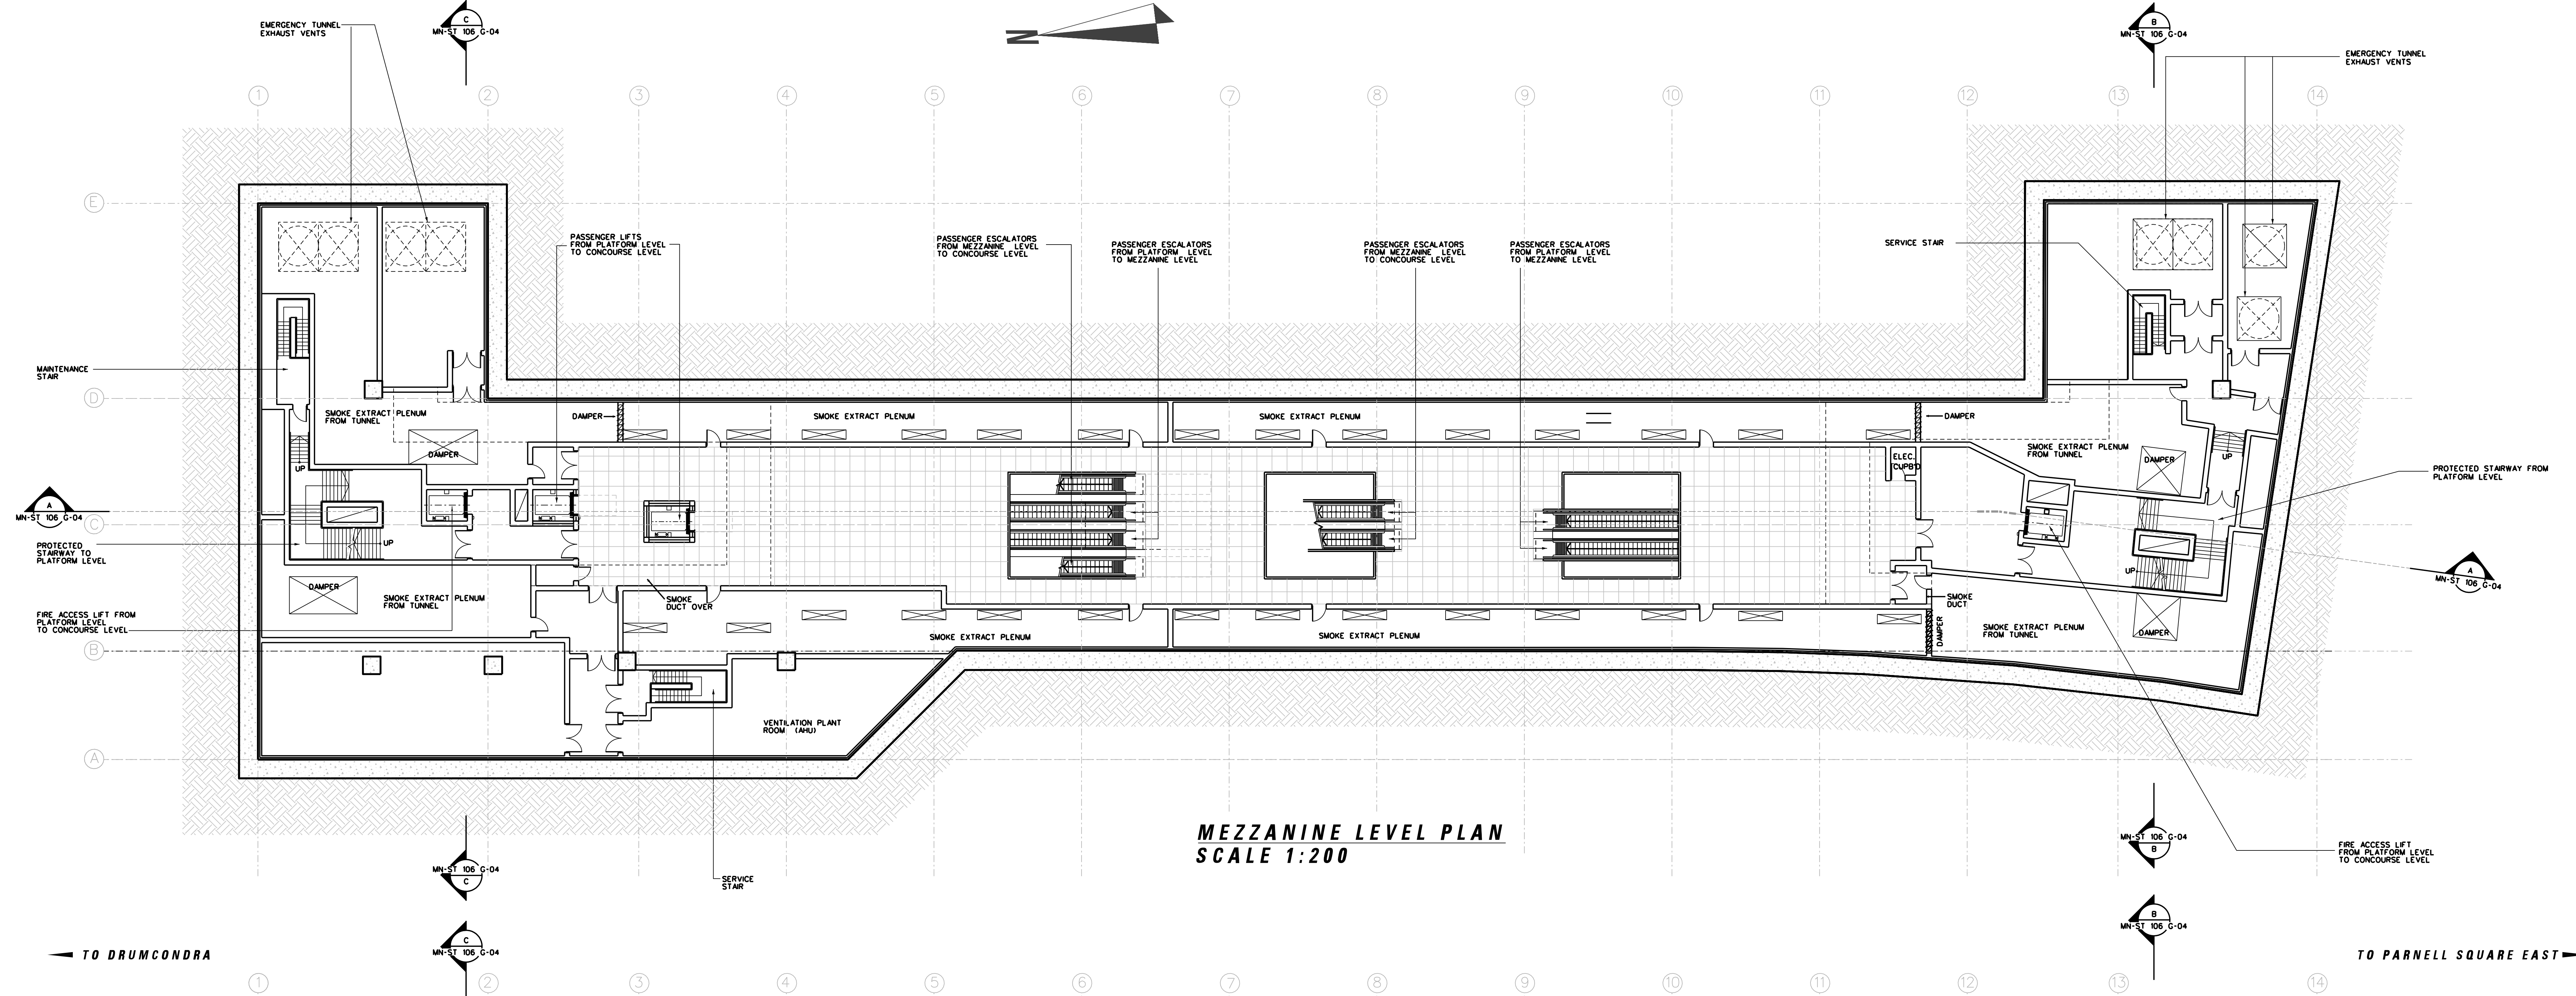 C
MN-ST 106 G-04
N
B
MN-ST 106 G-04
EMERGENCY TUNNEL
EXHAUST VENTS
EMERGENCY TUNNEL
EXHAUST VENTS
1
2
3
4
5
6
7
8
9
10
11
12
13
14
E
PASSENGER LIFTS
FROM PLATFORM LEVEL
TO CONCOURSE LEVEL
PASSENGER ESCALATORS
FROM MEZZANINE LEVEL
TO CONCOURSE LEVEL
PASSENGER ESCALATORS
FROM PLATFORM LEVEL
TO MEZZANINE LEVEL
PASSENGER ESCALATORS
FROM MEZZANINE LEVEL
TO CONCOURSE LEVEL
PASSENGER ESCALATORS
FROM PLATFORM LEVEL
TO MEZZANINE LEVEL
SERVICE STAIR
MAINTENANCE
STAIR
D
SMOKE EXTRACT PLENUM
FROM TUNNEL
DAMPER
SMOKE EXTRACT PLENUM
SMOKE EXTRACT PLENUM
DAMPER
SMOKE EXTRACT PLENUM
FROM TUNNEL
DAMPER
DAMPER
UP
UP
ELEC.
CUPB'D
PROTECTED STAIRWAY FROM
PLATFORM LEVEL
A
MN-ST 106 G-04
C
UP
PROTECTED
STAIRWAY TO
PLATFORM LEVEL
UP
A
MN-ST 106 G-04
DAMPER
SMOKE EXTRACT PLENUM
FROM TUNNEL
SMOKE
DUCT OVER
SMOKE
DUCT
FIRE ACCESS LIFT FROM
PLATFORM LEVEL
TO CONCOURSE LEVEL
SMOKE EXTRACT PLENUM
SMOKE EXTRACT PLENUM
DAMPER
SMOKE EXTRACT PLENUM
FROM TUNNEL
DAMPER
B
VENTILATION PLANT
ROOM (AHU)
A
MEZZANINE LEVEL PLAN
SCALE 1:200
MN-ST 106 G-04
C
MN-ST 106 G-04
B
FIRE ACCESS LIFT
FROM PLATFORM LEVEL
TO CONCOURSE LEVEL
SERVICE
STAIR
C
MN-ST 106 G-04
B
MN-ST 106 G-04
TO DRUMCONDRA
TO PARNELL SQUARE EAST
1
2
3
4
5
6
7
8
9
10
11
12
13
14